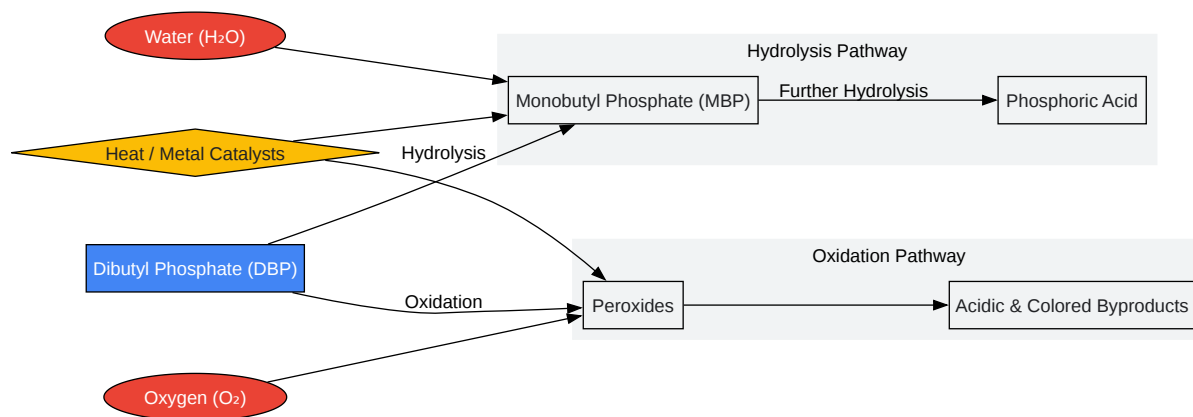 Water (H₂O)
Hydrolysis Pathway
Monobutyl Phosphate (MBP)
Further Hydrolysis
Phosphoric Acid
Heat / Metal Catalysts
Hydrolysis
Dibutyl Phosphate (DBP)
Oxidation Pathway
Oxidation
Peroxides
Acidic & Colored Byproducts
Oxygen (O₂)